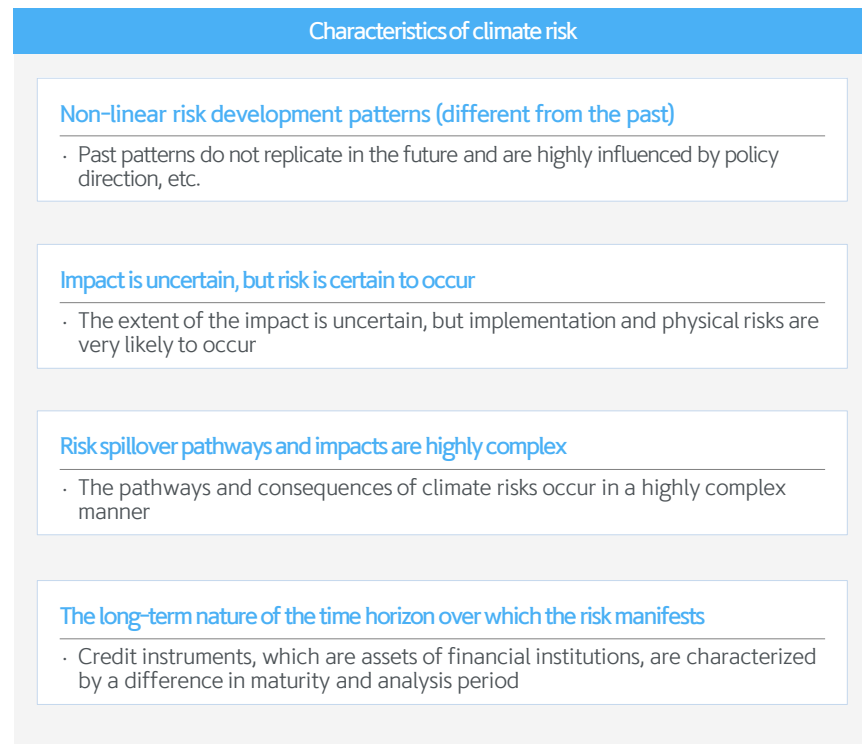 Characteristics of climate risk
Non-linear risk development patterns (different from the past)
· Past patterns do not replicate in the future and are highly influenced by policy
direction, etc.
Impact is uncertain, but risk is certain to occur
· The extent of the impact is uncertain, but implementation and physical risks are
very likely to occur
Risk spillover pathways and impacts are highly complex
· The pathways and consequences of climate risks occur in a highly complex
manner
The long-term nature of the time horizon over which the risk manifests
· Credit instruments, which are assets of financial institutions, are characterized
by a difference in maturity and analysis period